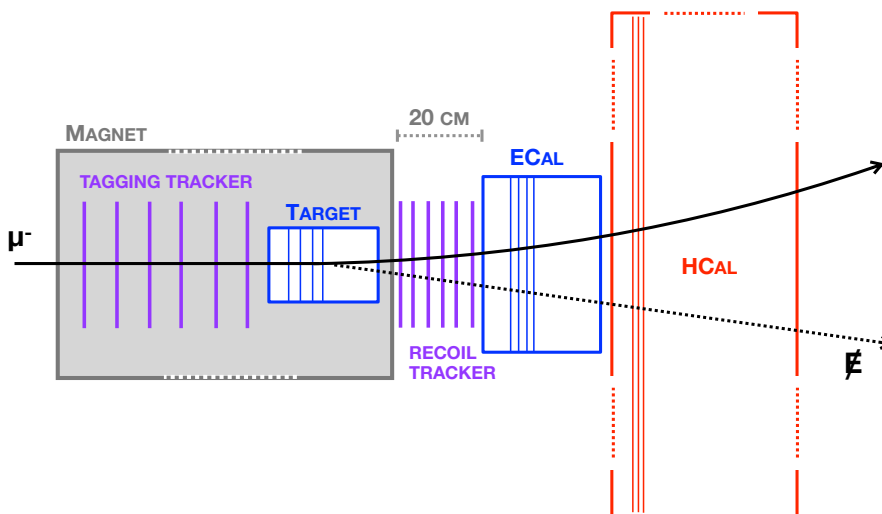 20 CM
MAGNET
ECAL
TAGGING TRACKER
TARGET
μ-
HCAL
RECOIL
TRACKER
E̸